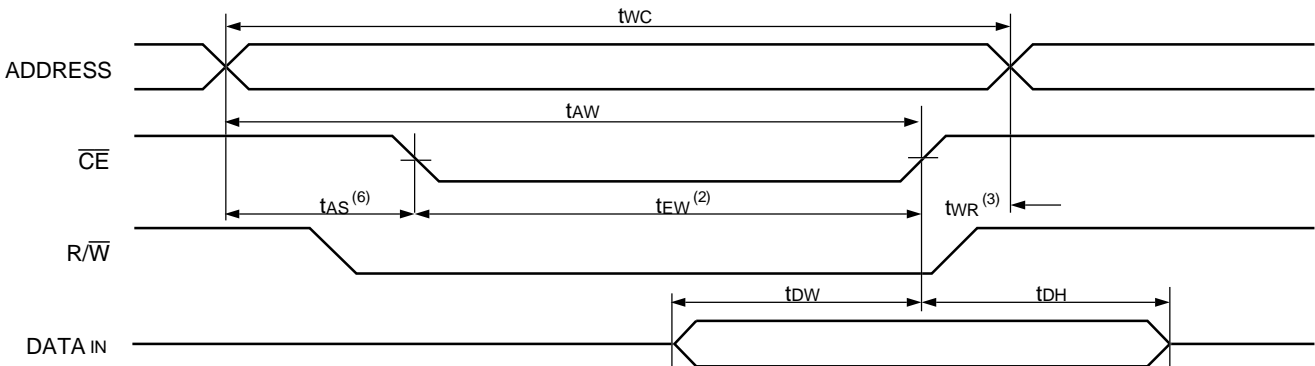 tWC
ADDRESS
tAW
CE
tAS (6)
tEW (2)
tWR (3)
R/W
tDW
tDH
DATA IN